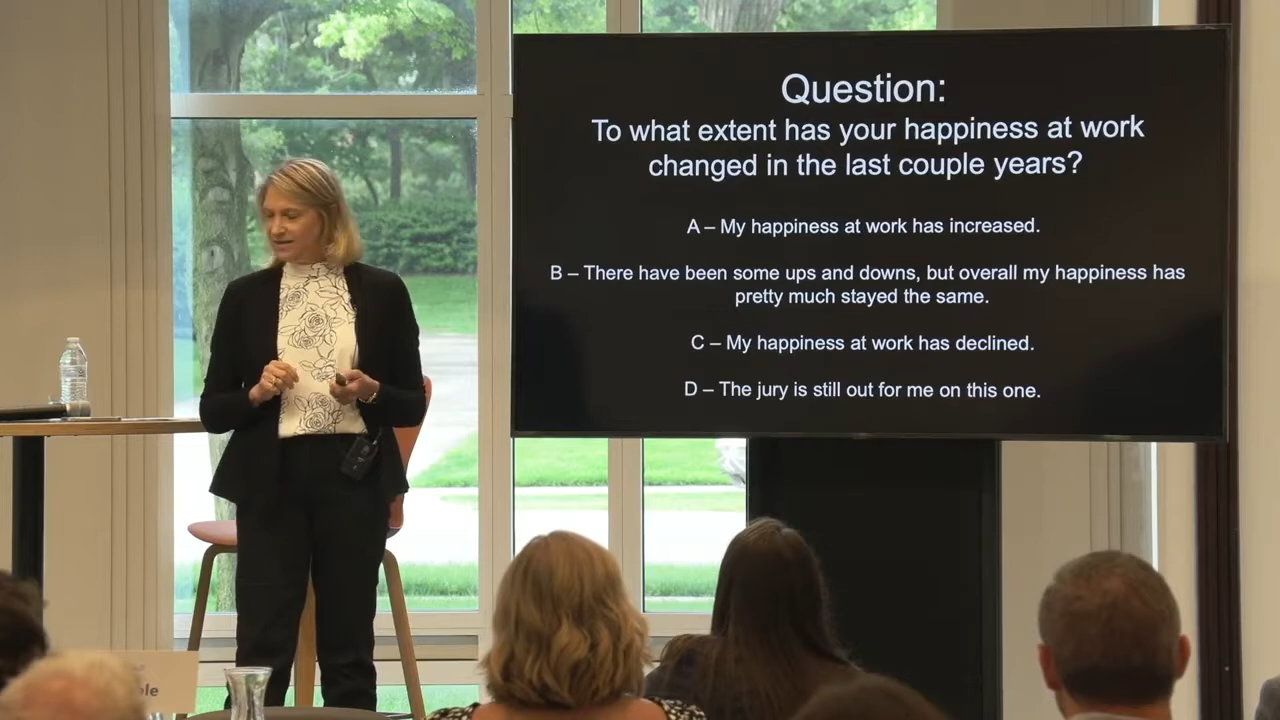 Question:
To what extent has your happiness at work
changed in the last couple years?
A – My happiness at work has increased.
B – There have been some ups and downs, but overall my happiness has
pretty much stayed the same.
C – My happiness at work has declined.
D – The jury is still out for me on this one.